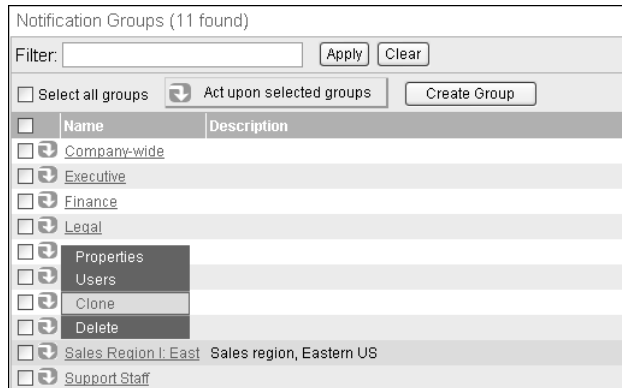 Notification Groups (11 found)
Filter: Apply Clear
Select all groups Act upon selected groups Create Group
Name Description
Company-wide
Executive
Finance
Legal
Properties
Users
Clone
Delete
Sales Region I: East Sales region, Eastern US
Support Staff